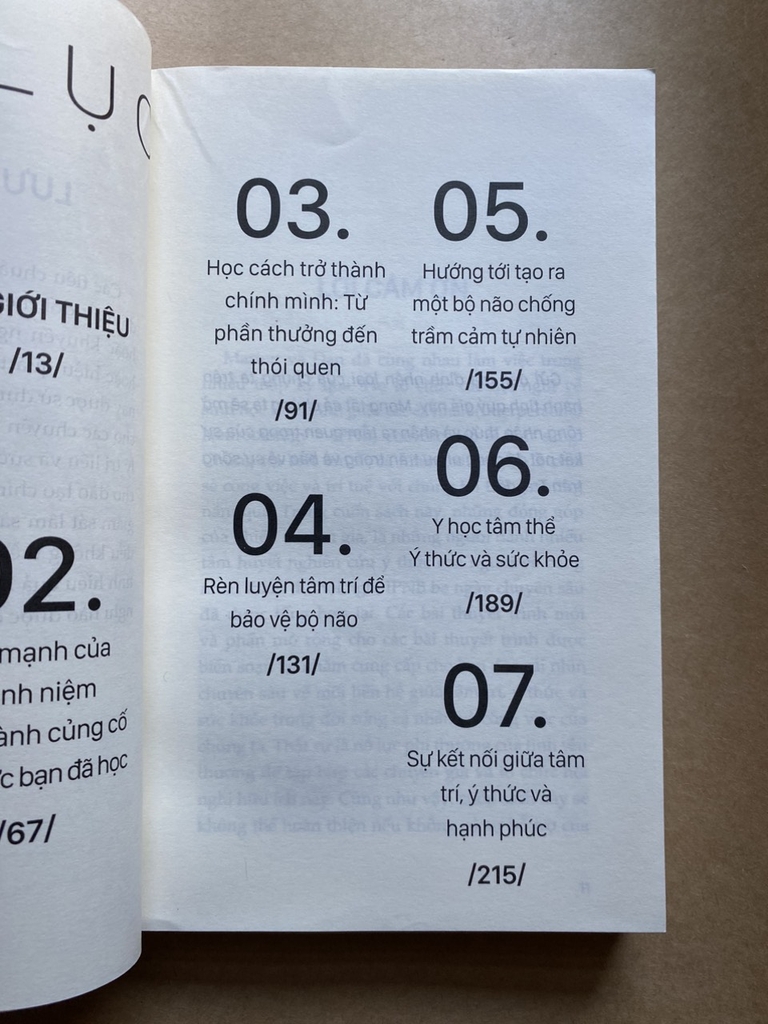 LỤC
GIỚI THIỆU
/13/
02.
mạnh của
niệm
củng cố
bạn đã học
/67/
03.
Học cách trở thành
chính mình: Từ
phần thưởng đến
thói quen
/91/
04.
Rèn luyện tâm trí để
bảo vệ bộ não
/131/
05.
Hướng tới tạo ra
một bộ não chống
trầm cảm tự nhiên
/155/
06.
Y học tâm thể
Ý thức và sức khỏe
/189/
07.
Sự kết nối giữa tâm
trí, ý thức và
hạnh phúc
/215/